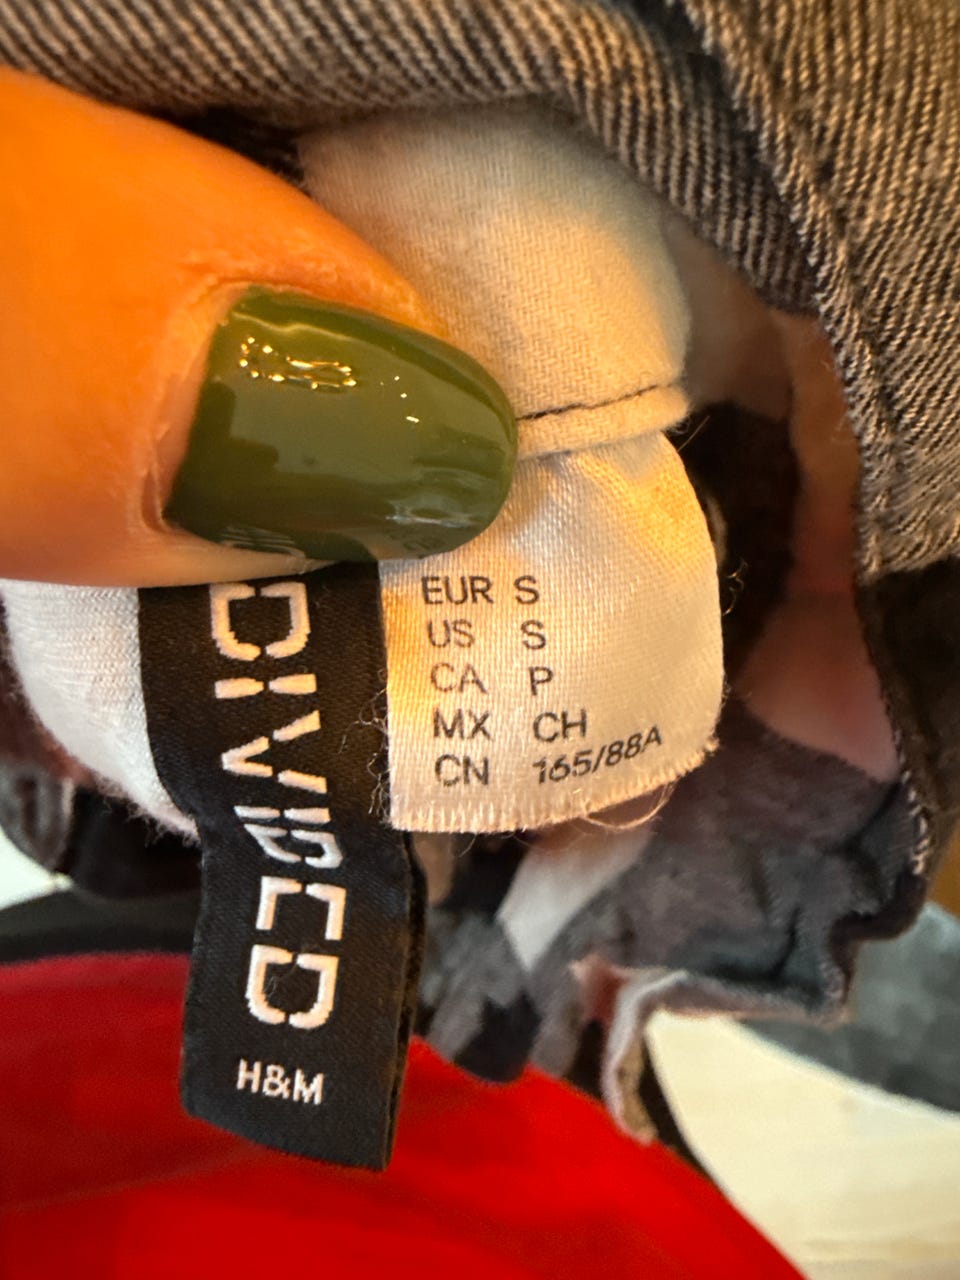 DIVIDED
H&M
EUR S
US S
CA P
MX CH
CN 165/88A